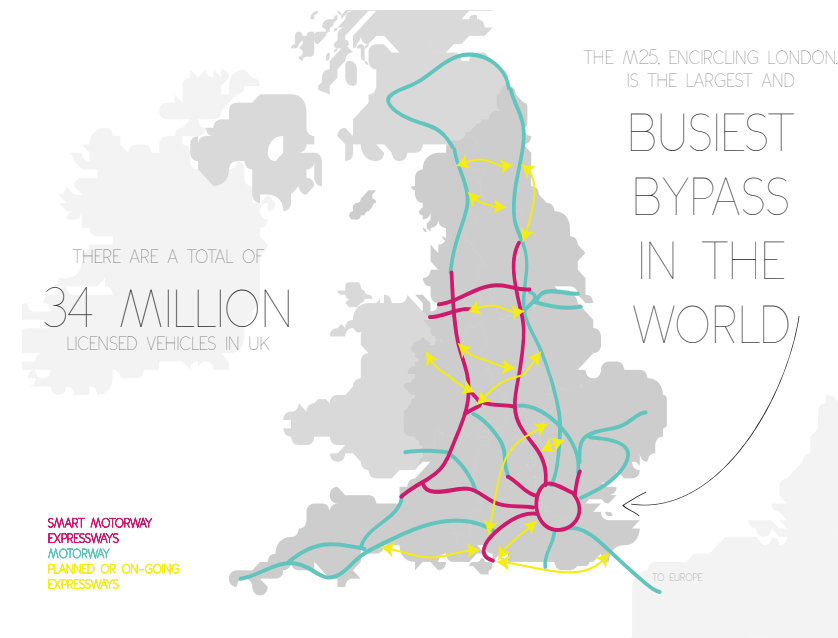 THE M25, ENCIRCLING LONDON,
IS THE LARGEST AND
BUSIEST
BYPASS
IN THE
WORLD
THERE ARE A TOTAL OF
34 MILLION
LICENSED VEHICLES IN UK
SMART MOTORWAY
EXPRESSWAYS
MOTORWAY
PLANNED OR ON-GOING
EXPRESSWAYS
TO EUROPE